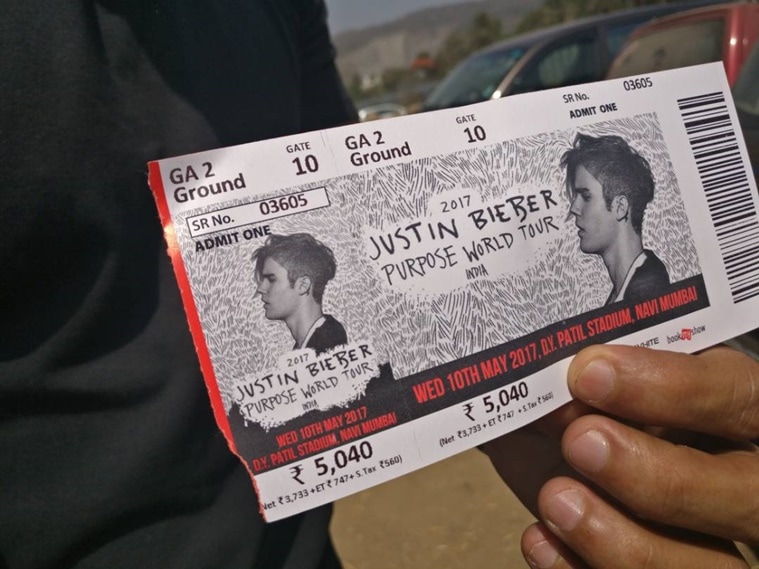 GA 2
Ground
GATE
10
SR No. 03605
ADMIT ONE
2017
JUSTIN BIEBER
PURPOSE WORLD TOUR
INDIA
WED 10TH MAY 2017
D.Y. PATIL STADIUM, NAVI MUMBAI
₹ 5,040
Net ₹3,733+ET₹747+S.Tax ₹560)
GA 2
Ground
GATE
10
SR No. 03605
ADMIT ONE
2017
JUSTIN BIEBER
PURPOSE WORLD TOUR
INDIA
WED 10TH MAY 2017, D.Y. PATIL STADIUM, NAVI MUMBAI
₹ 5,040
(Net ₹3,733+ET₹747 +S.Tax ₹560)
bookmyshow